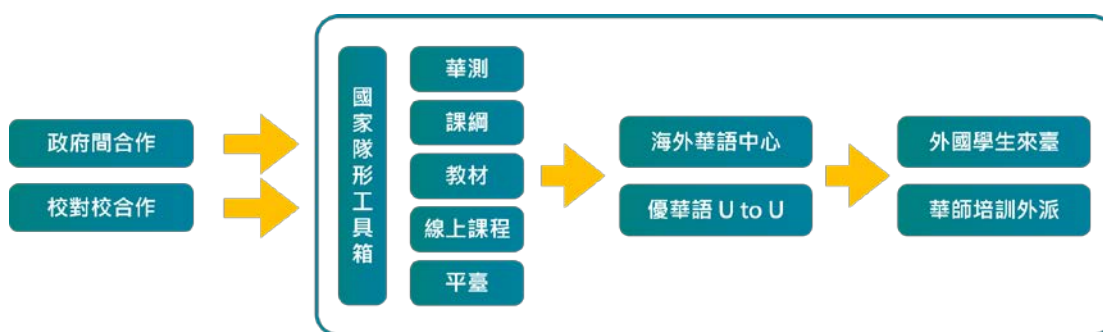 政府間合作
校對校合作
國家隊形工具箱
華測
課綱
教材
線上課程
平臺
海外華語中心
優華語 U to U
外國學生來臺
華師培訓外派